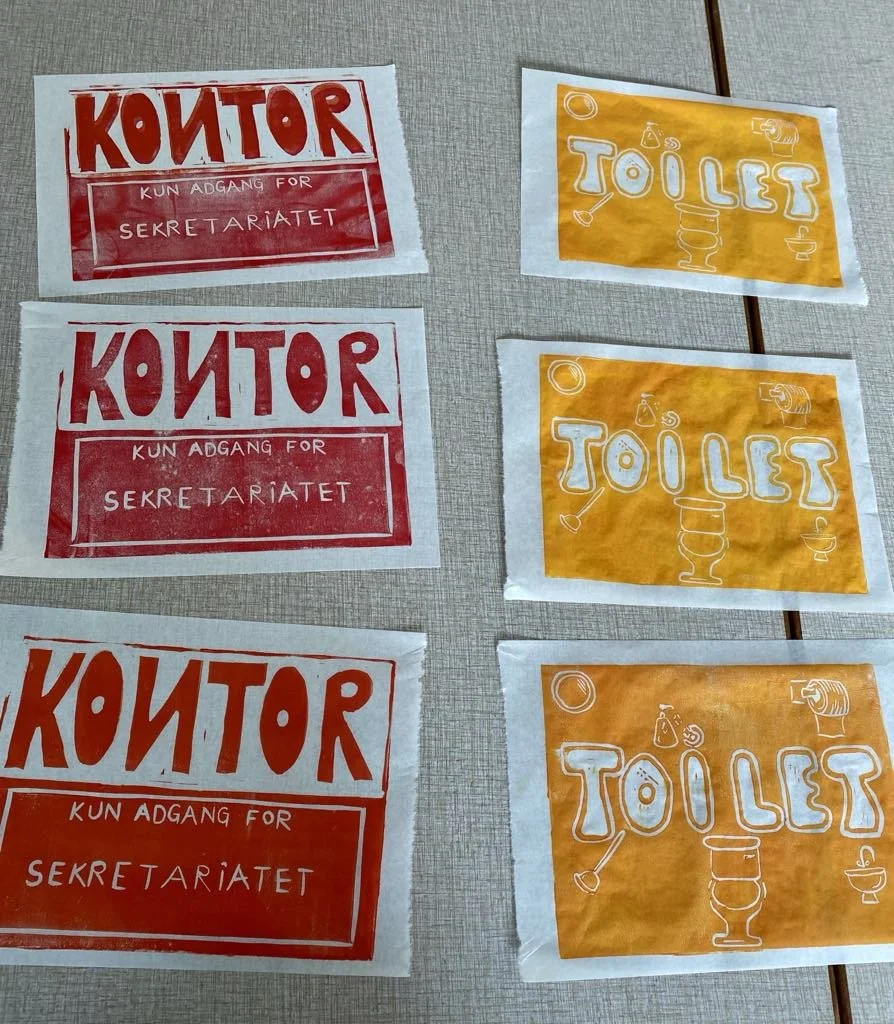 KONTOR
KUN ADGANG FOR
SEKRETARIATET
TOILET
KONTOR
KUN ADGANG FOR
SEKRETARIATET
TOILET
KONTOR
KUN ADGANG FOR
SEKRETARIATET
TOILET